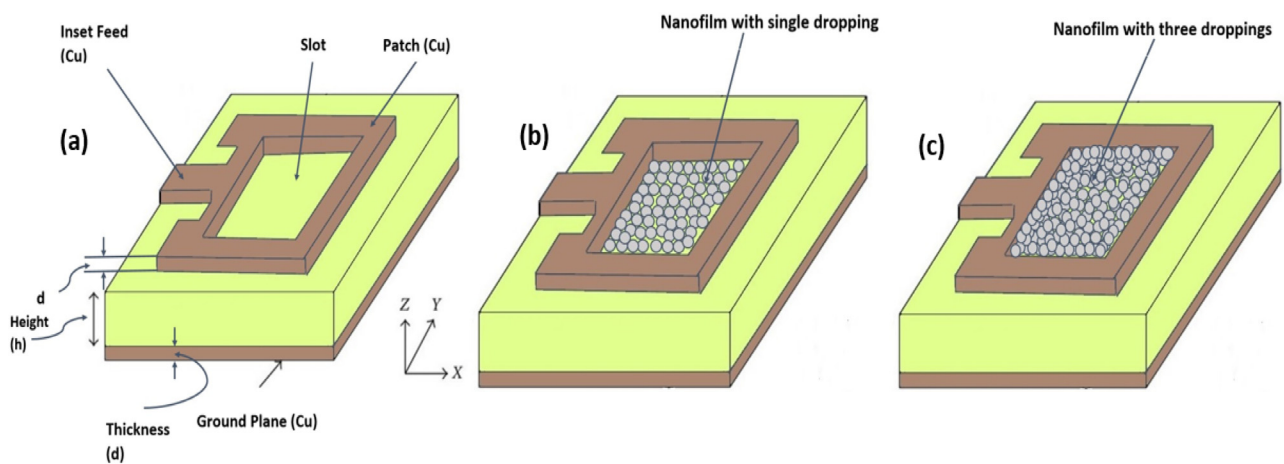 Inset Feed
(Cu)
Slot
Patch (Cu)
Nanofilm with single dropping
Nanofilm with three droppings
(a)
(b)
(c)
d
Height
(h)
Z
Y
X
Thickness
(d)
Ground Plane (Cu)